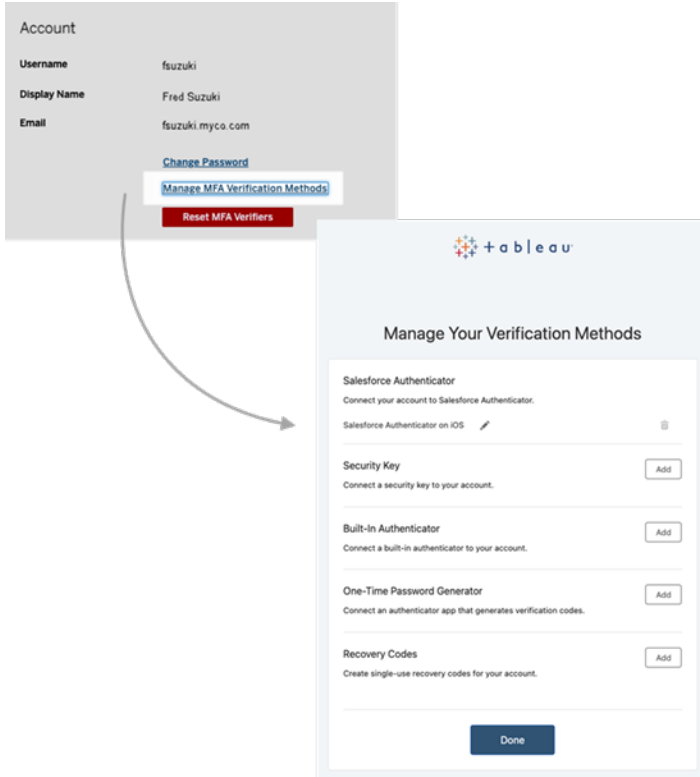 Account
Username fsuzuki
Display Name Fred Suzuki
Email fsuzuki.myco.com
Change Password
Manage MFA Verification Methods
Reset MFA Verifiers
+ a b | e a u
Manage Your Verification Methods
Salesforce Authenticator
Connect your account to Salesforce Authenticator.
Salesforce Authenticator on iOS
Security Key
Add
Connect a security key to your account.
Built-In Authenticator
Add
Connect a built-in authenticator to your account.
One-Time Password Generator
Add
Connect an authenticator app that generates verification codes.
Recovery Codes
Add
Create single-use recovery codes for your account.
Done